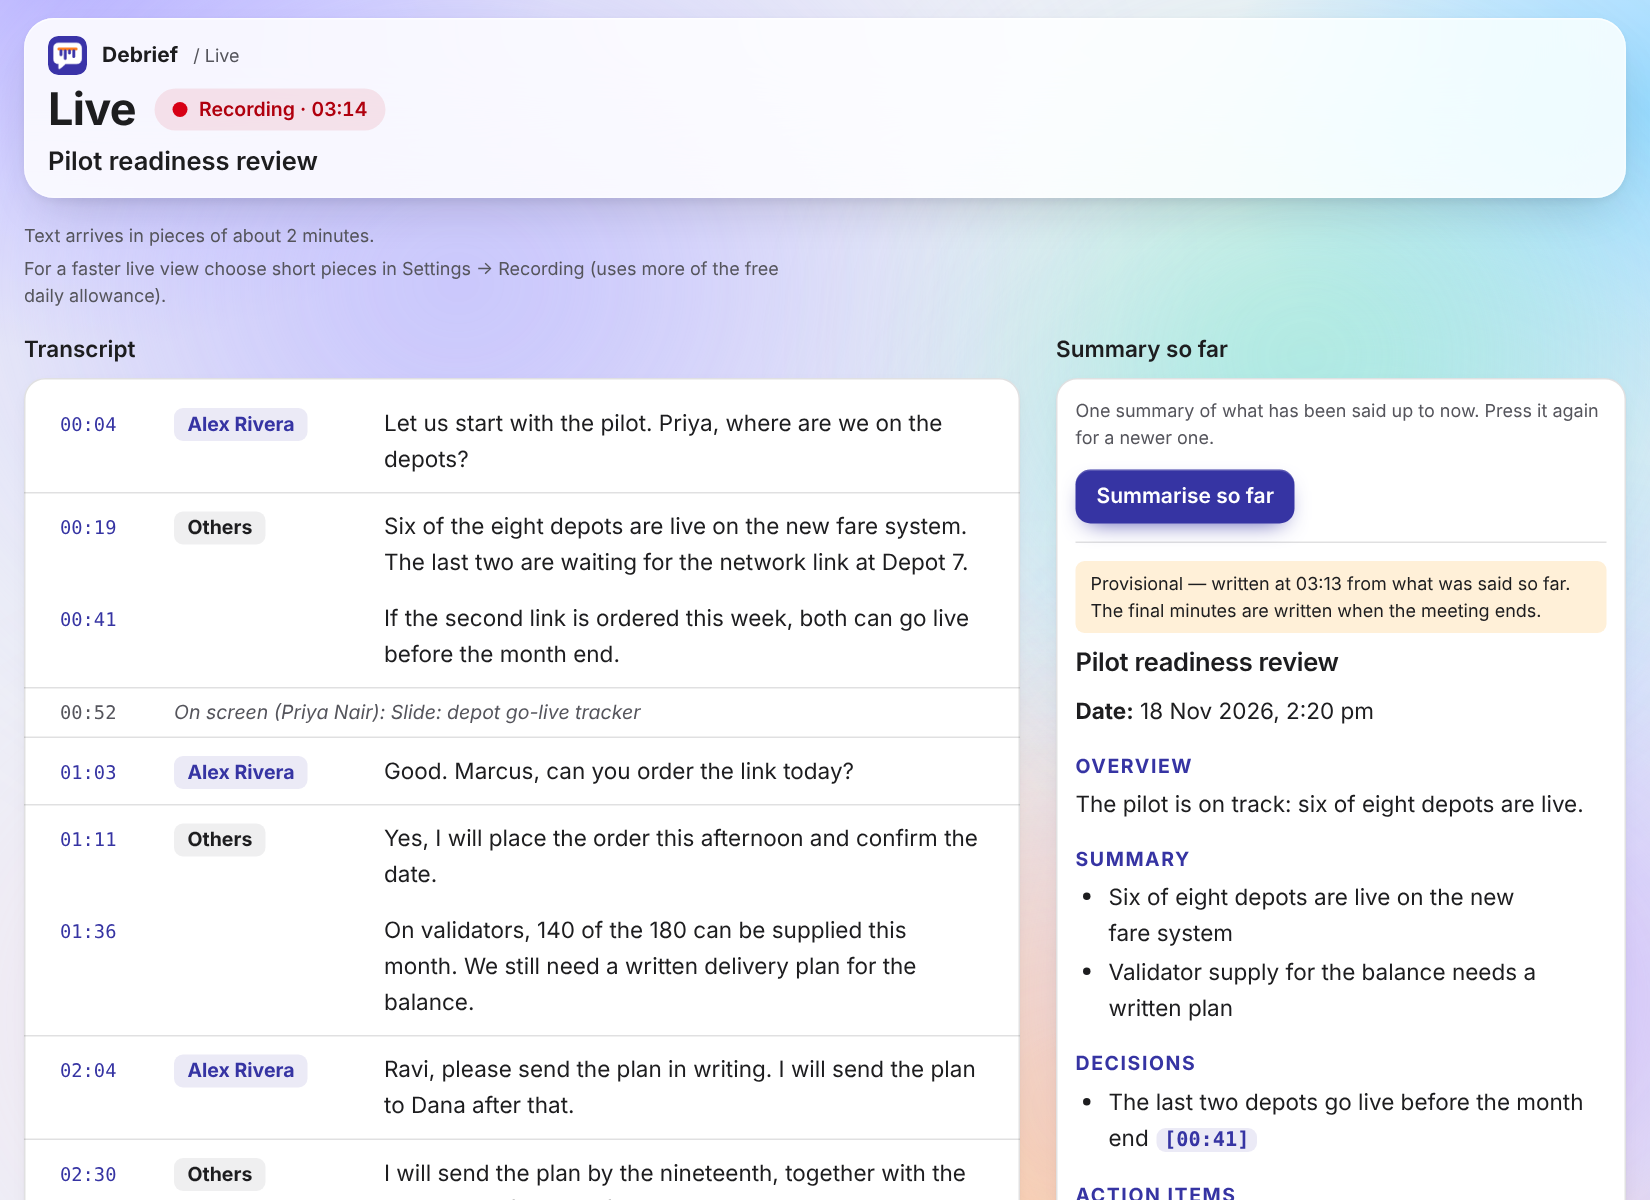 Debrief / Live
Live
Recording · 03:14
Pilot readiness review
Text arrives in pieces of about 2 minutes.
For a faster live view choose short pieces in Settings → Recording (uses more of the free
daily allowance).
Transcript
00:04 Alex Rivera Let us start with the pilot. Priya, where are we on the
depots?
00:19 Others Six of the eight depots are live on the new fare system.
The last two are waiting for the network link at Depot 7.
00:41 If the second link is ordered this week, both can go live
before the month end.
00:52 On screen (Priya Nair): Slide: depot go-live tracker
01:03 Alex Rivera Good. Marcus, can you order the link today?
01:11 Others Yes, I will place the order this afternoon and confirm the
date.
01:36 On validators, 140 of the 180 can be supplied this
month. We still need a written delivery plan for the
balance.
02:04 Alex Rivera Ravi, please send the plan in writing. I will send the plan
to Dana after that.
02:30 Others I will send the plan by the nineteenth, together with the
Summary so far
One summary of what has been said up to now. Press it again
for a newer one.
Summarise so far
Provisional — written at 03:13 from what was said so far.
The final minutes are written when the meeting ends.
Pilot readiness review
Date: 18 Nov 2026, 2:20 pm
OVERVIEW
The pilot is on track: six of eight depots are live.
SUMMARY
• Six of eight depots are live on the new
fare system
• Validator supply for the balance needs a
written plan
DECISIONS
• The last two depots go live before the month
end [00:41]
ACTION ITEMS